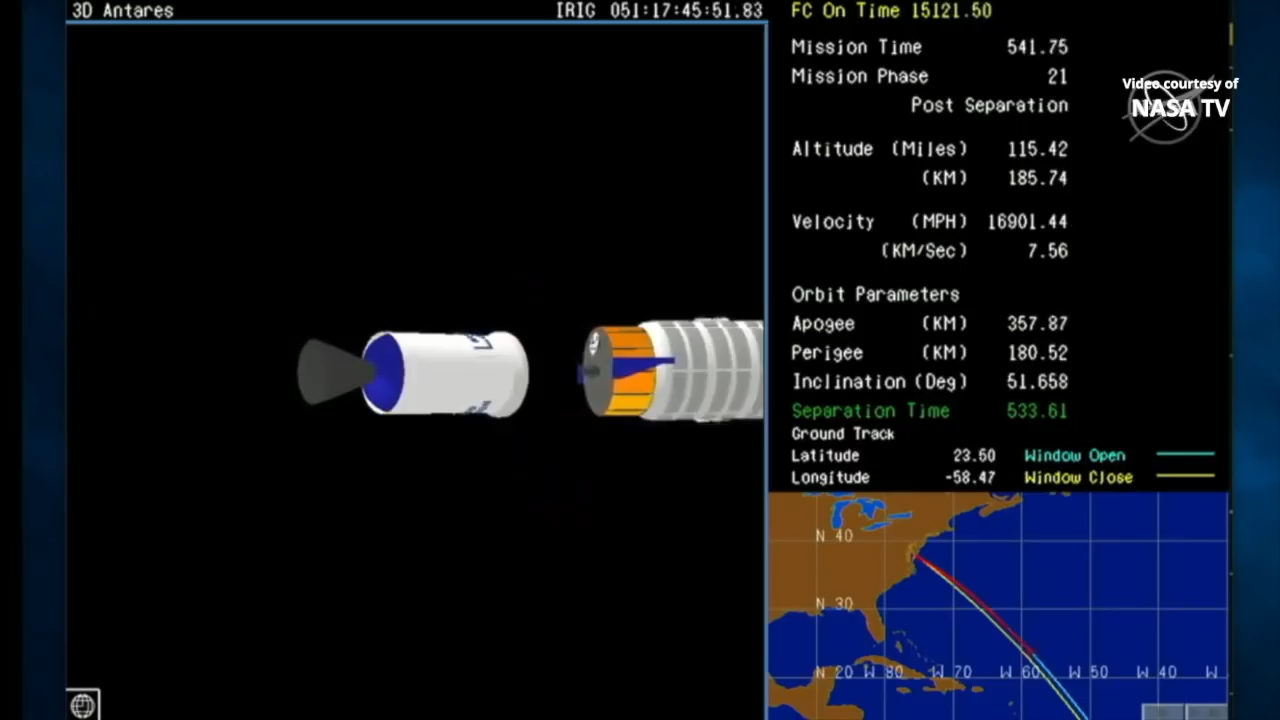 3D Antares
IRIG 051:17:45:51.83
FC On Time 15121.50
Mission Time 541.75
Mission Phase 21
Post Separation
Video courtesy of
NASA TV
Altitude (Miles) 115.42
(KM) 185.74
Velocity (MPH) 16901.44
(KM/Sec) 7.56
Orbit Parameters
Apogee (KM) 357.87
Perigee (KM) 180.52
Inclination (Deg) 51.658
Separation Time 533.61
Ground Track
Latitude 23.50 Window Open
Longitude -58.47 Window Close
N 40
N 30
N 20 W 80 W 70 W 60 W 50 W 40 W